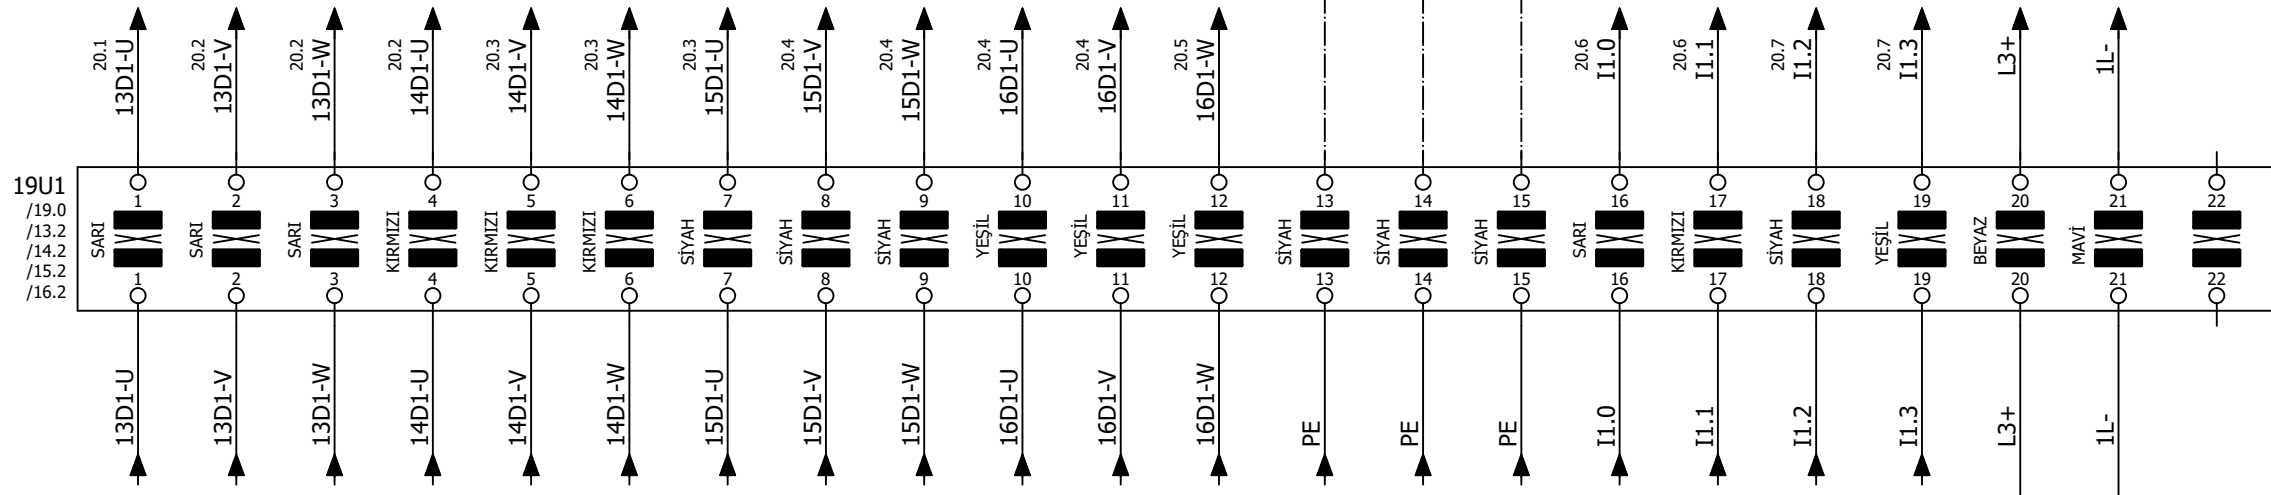 20.1
13D1-U
20.2
13D1-V
20.2
13D1-W
20.2
14D1-U
20.3
14D1-V
20.3
14D1-W
20.3
15D1-U
20.4
15D1-V
20.4
15D1-W
20.4
16D1-U
20.4
16D1-V
20.5
16D1-W
20.6
I1.0
20.6
I1.1
20.7
I1.2
20.7
I1.3
L3+
1L-
19U1
/19.0
/13.2
/14.2
/15.2
/16.2
1 2 3 4 5 6 7 8 9 10 11 12 13 14 15 16 17 18 19 20 21 22
SARI
SARI
SARI
KIRMIZI
KIRMIZI
KIRMIZI
SİYAH
SİYAH
SİYAH
YEŞİL
YEŞİL
YEŞİL
SİYAH
SİYAH
SİYAH
SARI
KIRMIZI
SİYAH
YEŞİL
BEYAZ
MAVİ
1 2 3 4 5 6 7 8 9 10 11 12 13 14 15 16 17 18 19 20 21 22
13D1-U
13D1-V
13D1-W
14D1-U
14D1-V
14D1-W
15D1-U
15D1-V
15D1-W
16D1-U
16D1-V
16D1-W
PE
PE
PE
I1.0
I1.1
I1.2
I1.3
L3+
1L-